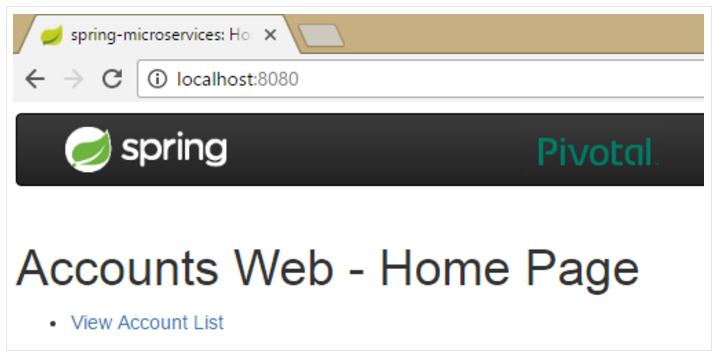 spring-microservices: Ho
localhost:8080
spring Pivotal.
Accounts Web - Home Page
View Account List